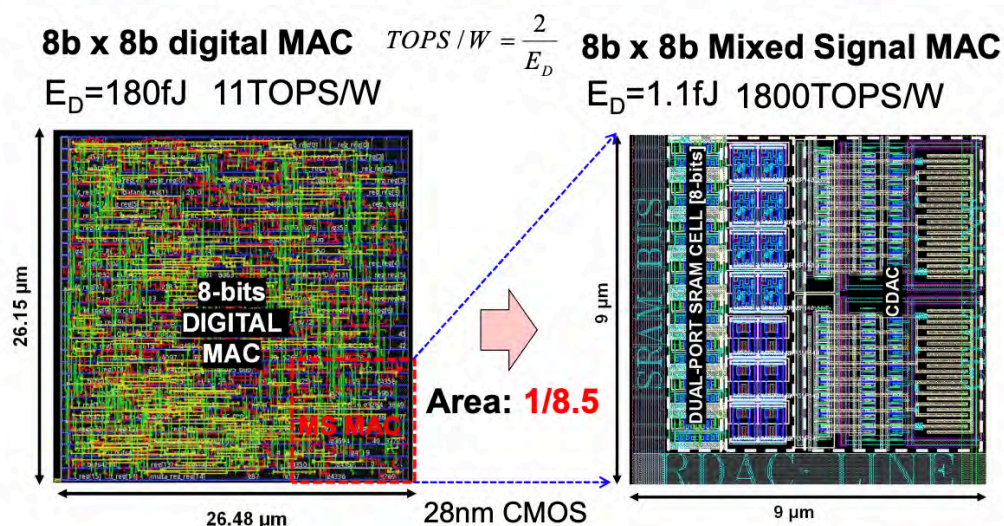 8b x 8b digital MAC
E_D=180fJ 11TOPS/W
TOPS / W = 2 / E_D
8b x 8b Mixed Signal MAC
E_D=1.1fJ 1800TOPS/W
26.15 µm
8-bits
DIGITAL
MAC
MS MAC
26.48 µm
Area: 1/8.5
28nm CMOS
9 µm
SRAM BUS
DUAL-PORT SRAM CELL [8-bits]
CDAC
RDAC LINE
9 µm